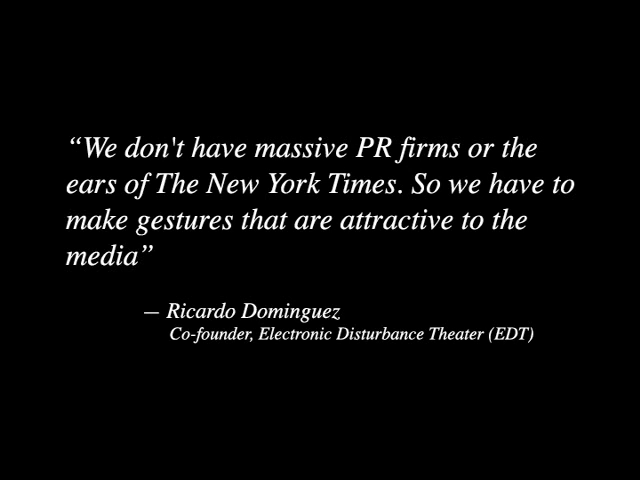 “We don't have massive PR firms or the
ears of The New York Times. So we have to
make gestures that are attractive to the
media”
— Ricardo Dominguez
Co-founder, Electronic Disturbance Theater (EDT)